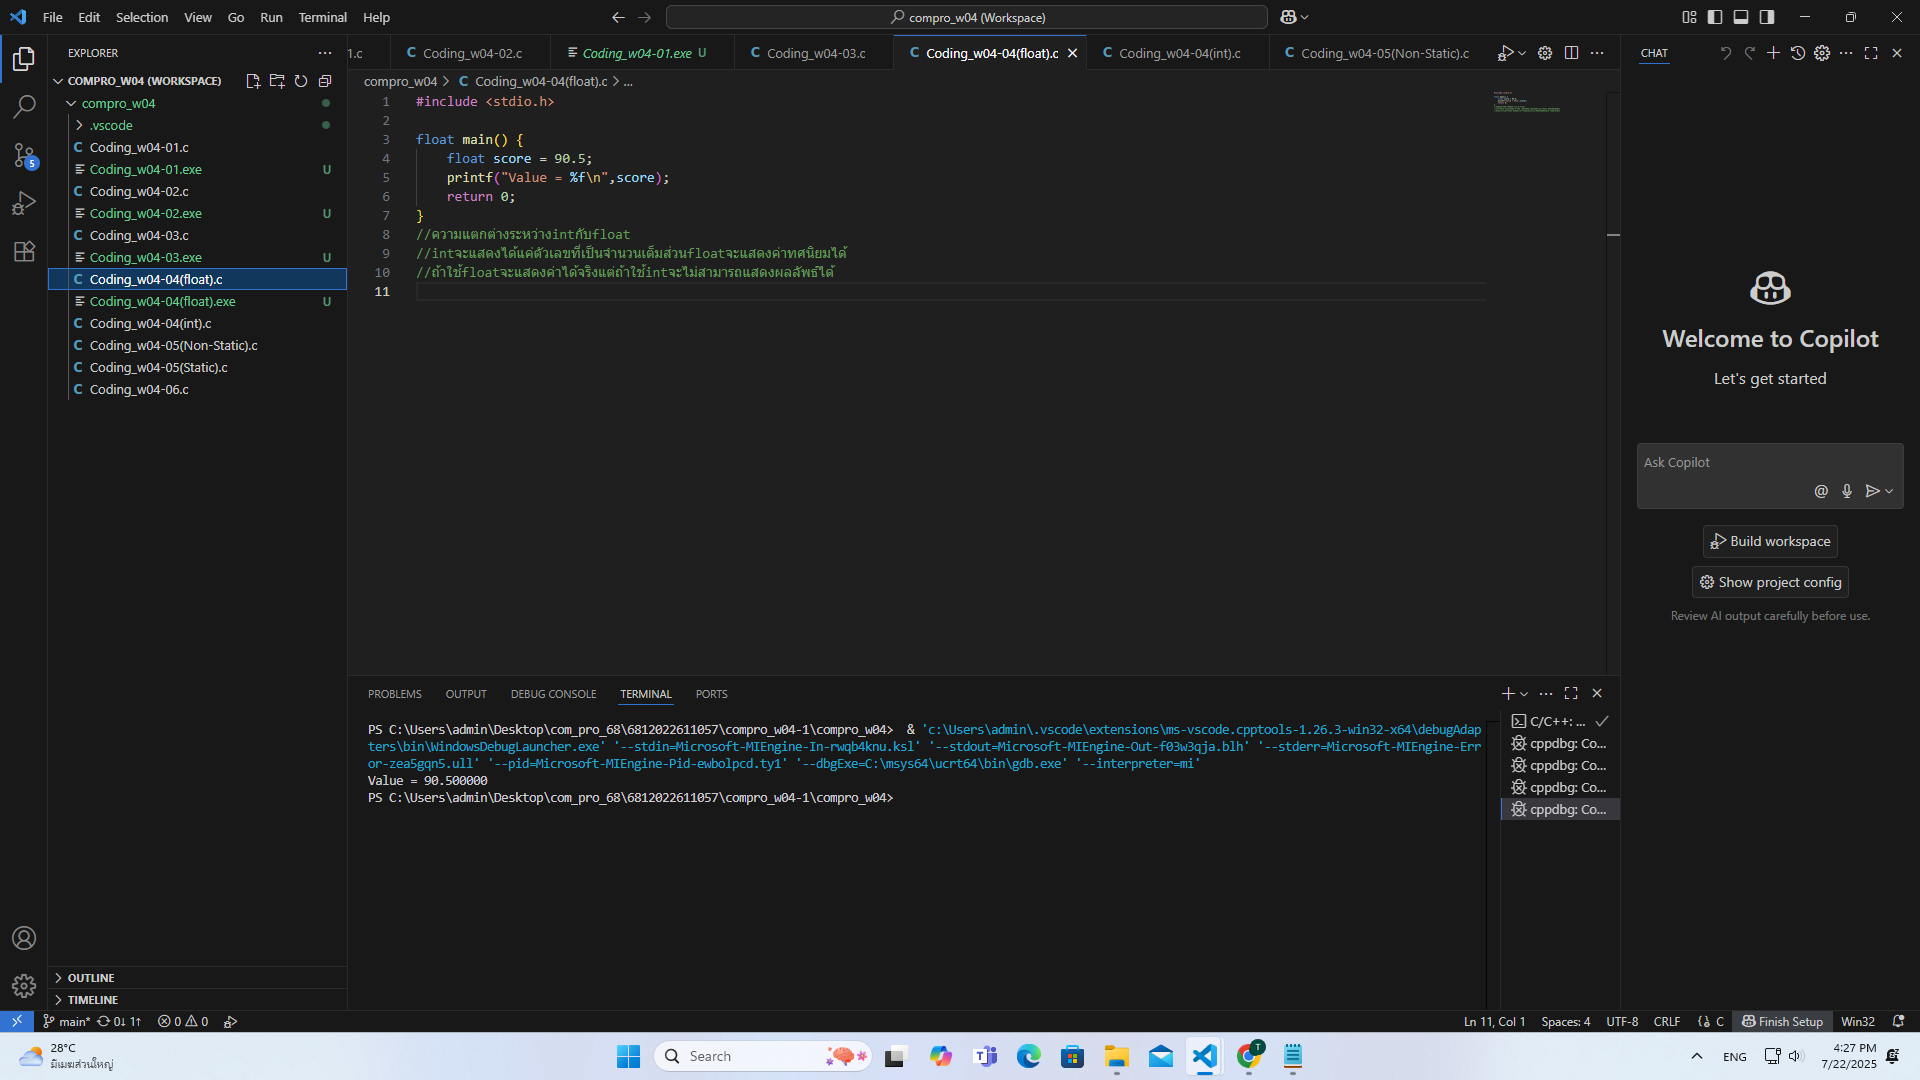 File Edit Selection View Go Run Terminal Help
compro_w04 (Workspace)
EXPLORER
COMPRO_W04 (WORKSPACE)
compro_w04
.vscode
C Coding_w04-01.c
Coding_w04-01.exe U
C Coding_w04-02.c
Coding_w04-02.exe U
C Coding_w04-03.c
Coding_w04-03.exe U
C Coding_w04-04(float).c
Coding_w04-04(float).exe U
C Coding_w04-04(int).c
C Coding_w04-05(Non-Static).c
C Coding_w04-05(Static).c
C Coding_w04-06.c
OUTLINE
TIMELINE
1.c C Coding_w04-02.c Coding_w04-01.exe U C Coding_w04-03.c C Coding_w04-04(float).c C Coding_w04-04(int).c C Coding_w04-05(Non-Static).c
compro_w04 > C Coding_w04-04(float).c > ...
1 #include <stdio.h>
2
3 float main() {
4 float score = 90.5;
5 printf("Value = %f\n",score);
6 return 0;
7 }
8 //ความแตกต่างระหว่างintกับfloat
9 //intจะแสดงได้แค่ตัวเลขที่เป็นจำนวนเต็มส่วนfloatจะแสดงค่าทศนิยมได้
10 //ถ้าใช้floatจะแสดงค่าได้จริงแต่ถ้าใช้intจะไม่สามารถแสดงผลลัพธ์ได้
11
PROBLEMS OUTPUT DEBUG CONSOLE TERMINAL PORTS
PS C:\Users\admin\Desktop\com_pro_68\6812022611057\compro_w04-1\compro_w04> & 'c:\Users\admin\.vscode\extensions\ms-vscode.cpptools-1.26.3-win32-x64\debugAdap
ters\bin\WindowsDebugLauncher.exe' '--stdin=Microsoft-MIEngine-In-rwqb4knu.ksl' '--stdout=Microsoft-MIEngine-Out-f03w3qja.blh' '--stderr=Microsoft-MIEngine-Err
or-zea5gqn5.ull' '--pid=Microsoft-MIEngine-Pid-ewbolpcd.ty1' '--dbgExe=C:\msys64\ucrt64\bin\gdb.exe' '--interpreter=mi'
Value = 90.500000
PS C:\Users\admin\Desktop\com_pro_68\6812022611057\compro_w04-1\compro_w04>
C/C++: ...
cppdbg: Co...
cppdbg: Co...
cppdbg: Co...
cppdbg: Co...
CHAT
Welcome to Copilot
Let's get started
Ask Copilot
Build workspace
Show project config
Review AI output carefully before use.
5
main* 0↓ 1↑ 0 0
Ln 11, Col 1 Spaces: 4 UTF-8 CRLF C Finish Setup Win32
28°C
มีเมฆส่วนใหญ่
Search
T
ENG
4:27 PM
7/22/2025